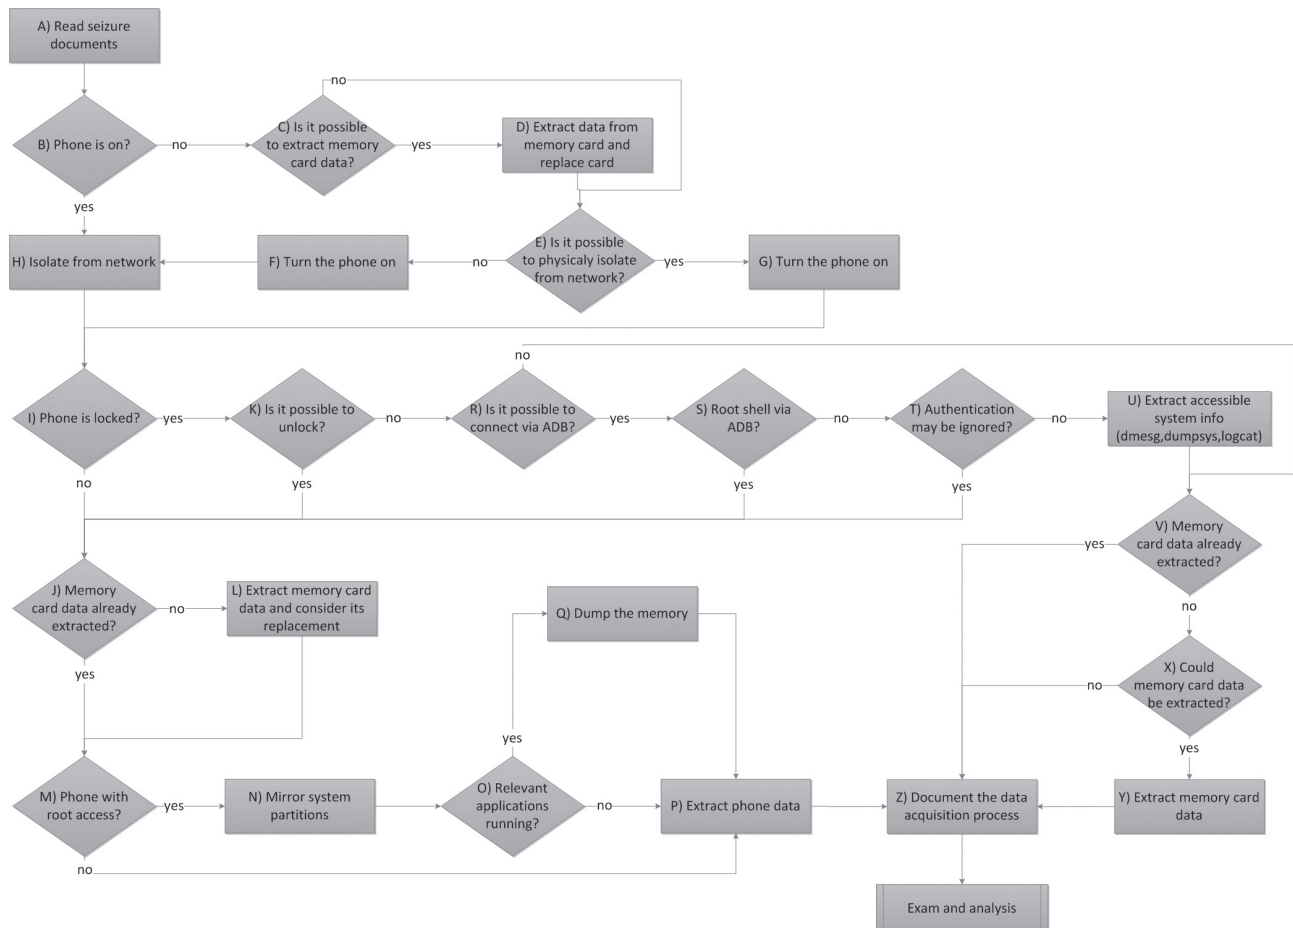 A) Read seizure
documents
no
B) Phone is on?
no
C) Is it possible
to extract memory
card data?
yes
D) Extract data from
memory card and
replace card
yes
H) Isolate from network
F) Turn the phone on
no
E) Is it possible
to physicaly isolate
from network?
yes
G) Turn the phone on
no
I) Phone is locked?
yes
K) Is it possible to
unlock?
no
R) Is it possible to
connect via ADB?
yes
S) Root shell via
ADB?
no
T) Authentication
may be ignored?
no
U) Extract accessible
system info
(dmesg,dumpsys,logcat)
no
yes
yes
yes
J) Memory
card data already
extracted?
no
L) Extract memory card
data and consider its
replacement
Q) Dump the memory
yes
V) Memory
card data already
extracted?
no
yes
no
X) Could
memory card data
be extracted?
yes
yes
M) Phone with
root access?
yes
N) Mirror system
partitions
O) Relevant
applications
running?
no
P) Extract phone data
Z) Document the data
acquisition process
Y) Extract memory card
data
no
Exam and analysis